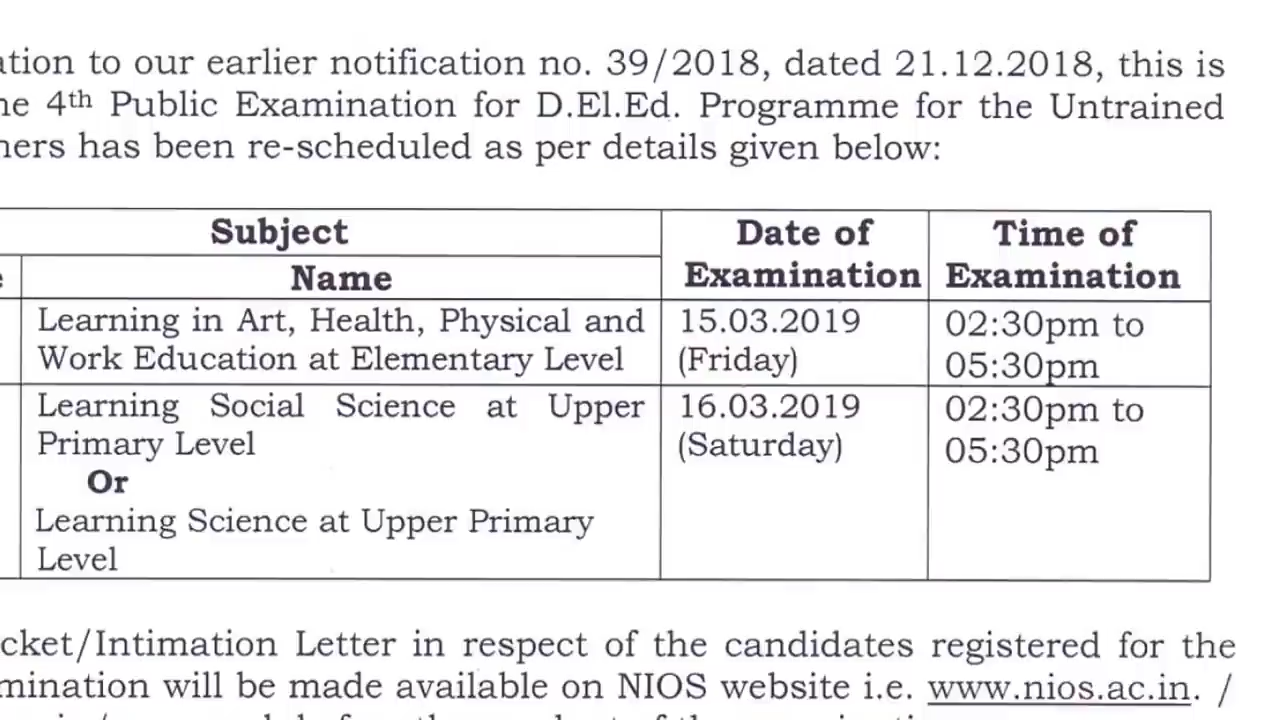 to our earlier notification no. 39/2018, dated 21.12.2018, this is
4th Public Examination for D.El.Ed. Programme for the Untrained
has been re-scheduled as per details given below:
Subject
Date of Examination
Time of Examination
Name
Learning in Art, Health, Physical and
Work Education at Elementary Level
15.03.2019
(Friday)
02:30pm to
05:30pm
Learning Social Science at Upper
Primary Level
Or
Learning Science at Upper Primary
Level
16.03.2019
(Saturday)
02:30pm to
05:30pm
/Intimation Letter in respect of the candidates registered for the
will be made available on NIOS website i.e. www.nios.ac.in. /